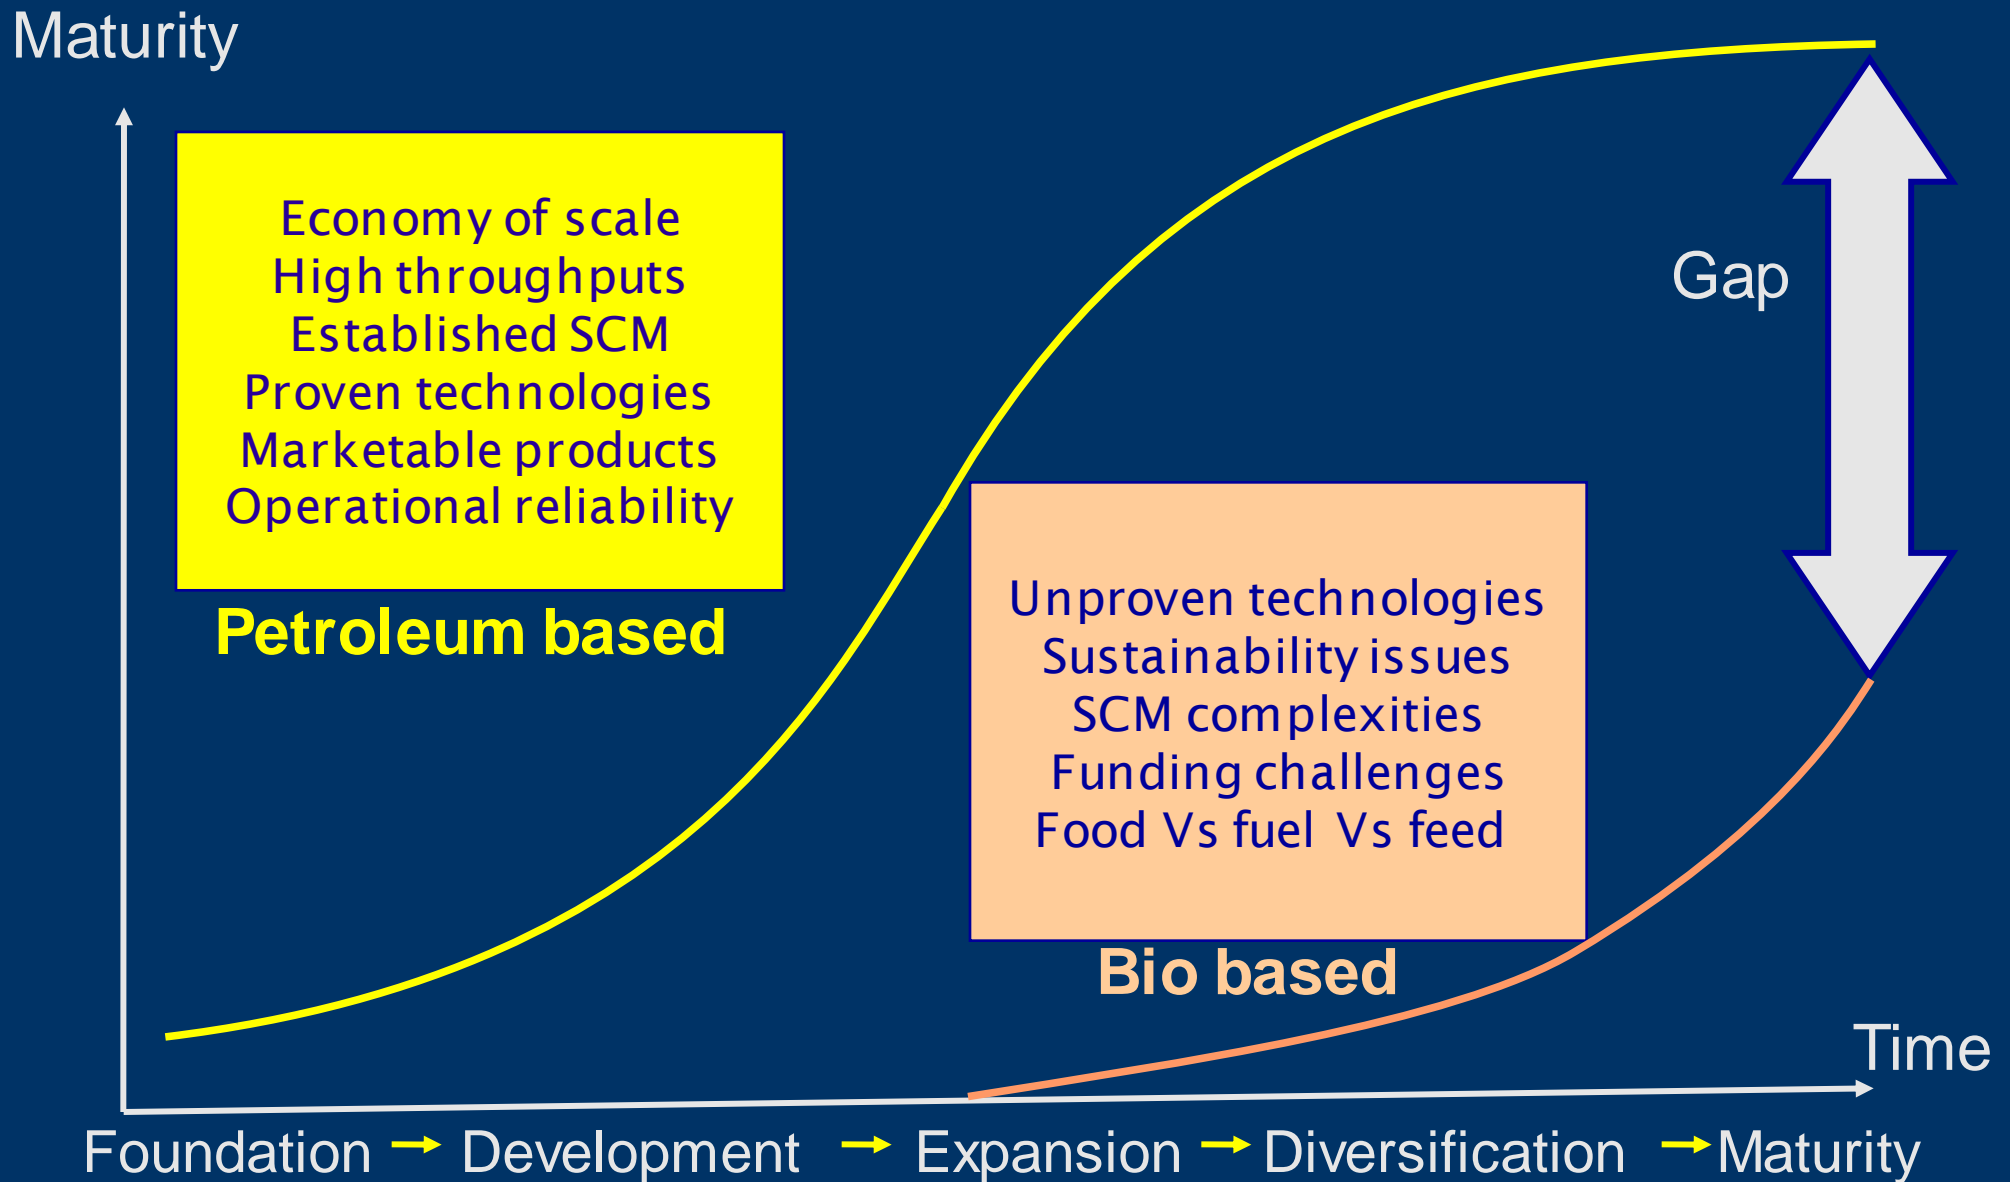 Maturity
Economy of scale
High throughputs
Established SCM
Proven technologies
Marketable products
Operational reliability
Petroleum based
Gap
Unproven technologies
Sustainability issues
SCM complexities
Funding challenges
Food Vs fuel Vs feed
Bio based
Time
Foundation → Development → Expansion → Diversification → Maturity